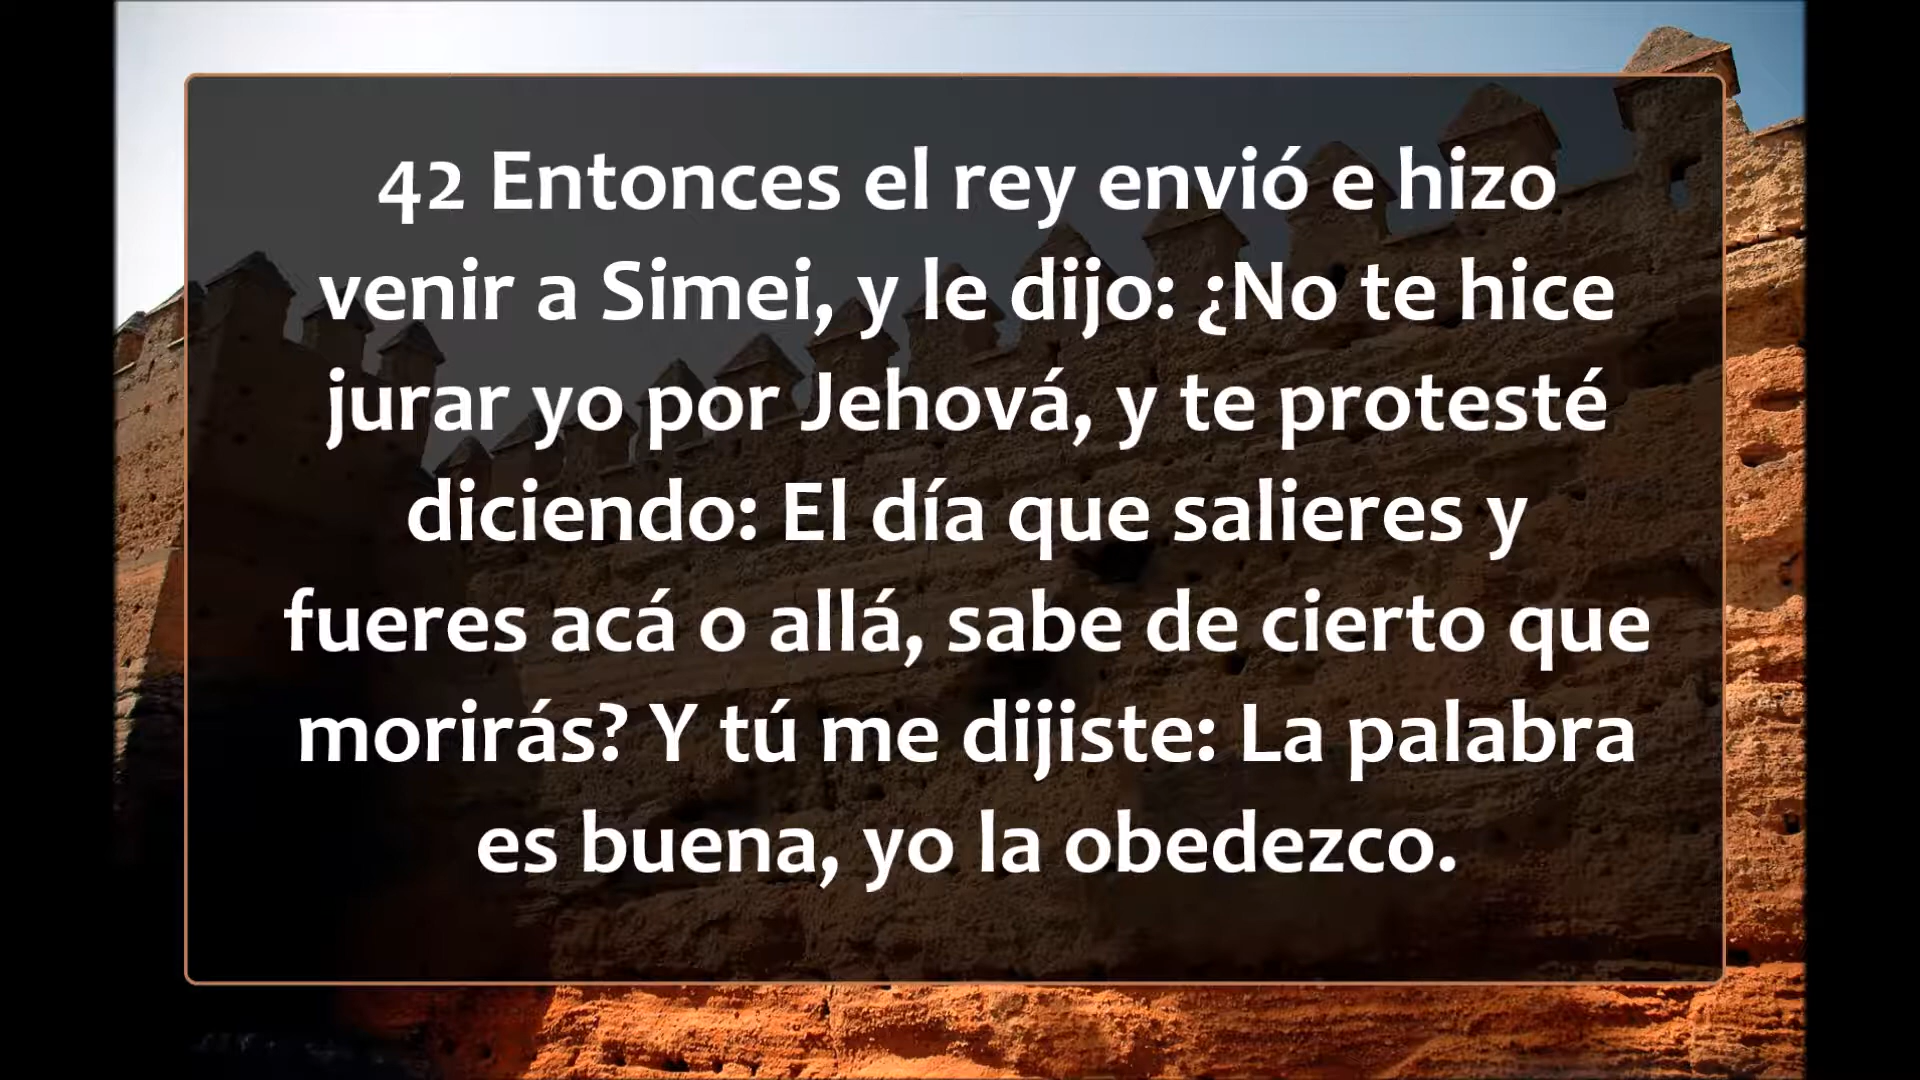 42 Entonces el rey envió e hizo
venir a Simei, y le dijo: ¿No te hice
jurar yo por Jehová, y te protesté
diciendo: El día que salieres y
fueres acá o allá, sabe de cierto que
morirás? Y tú me dijiste: La palabra
es buena, yo la obedezco.